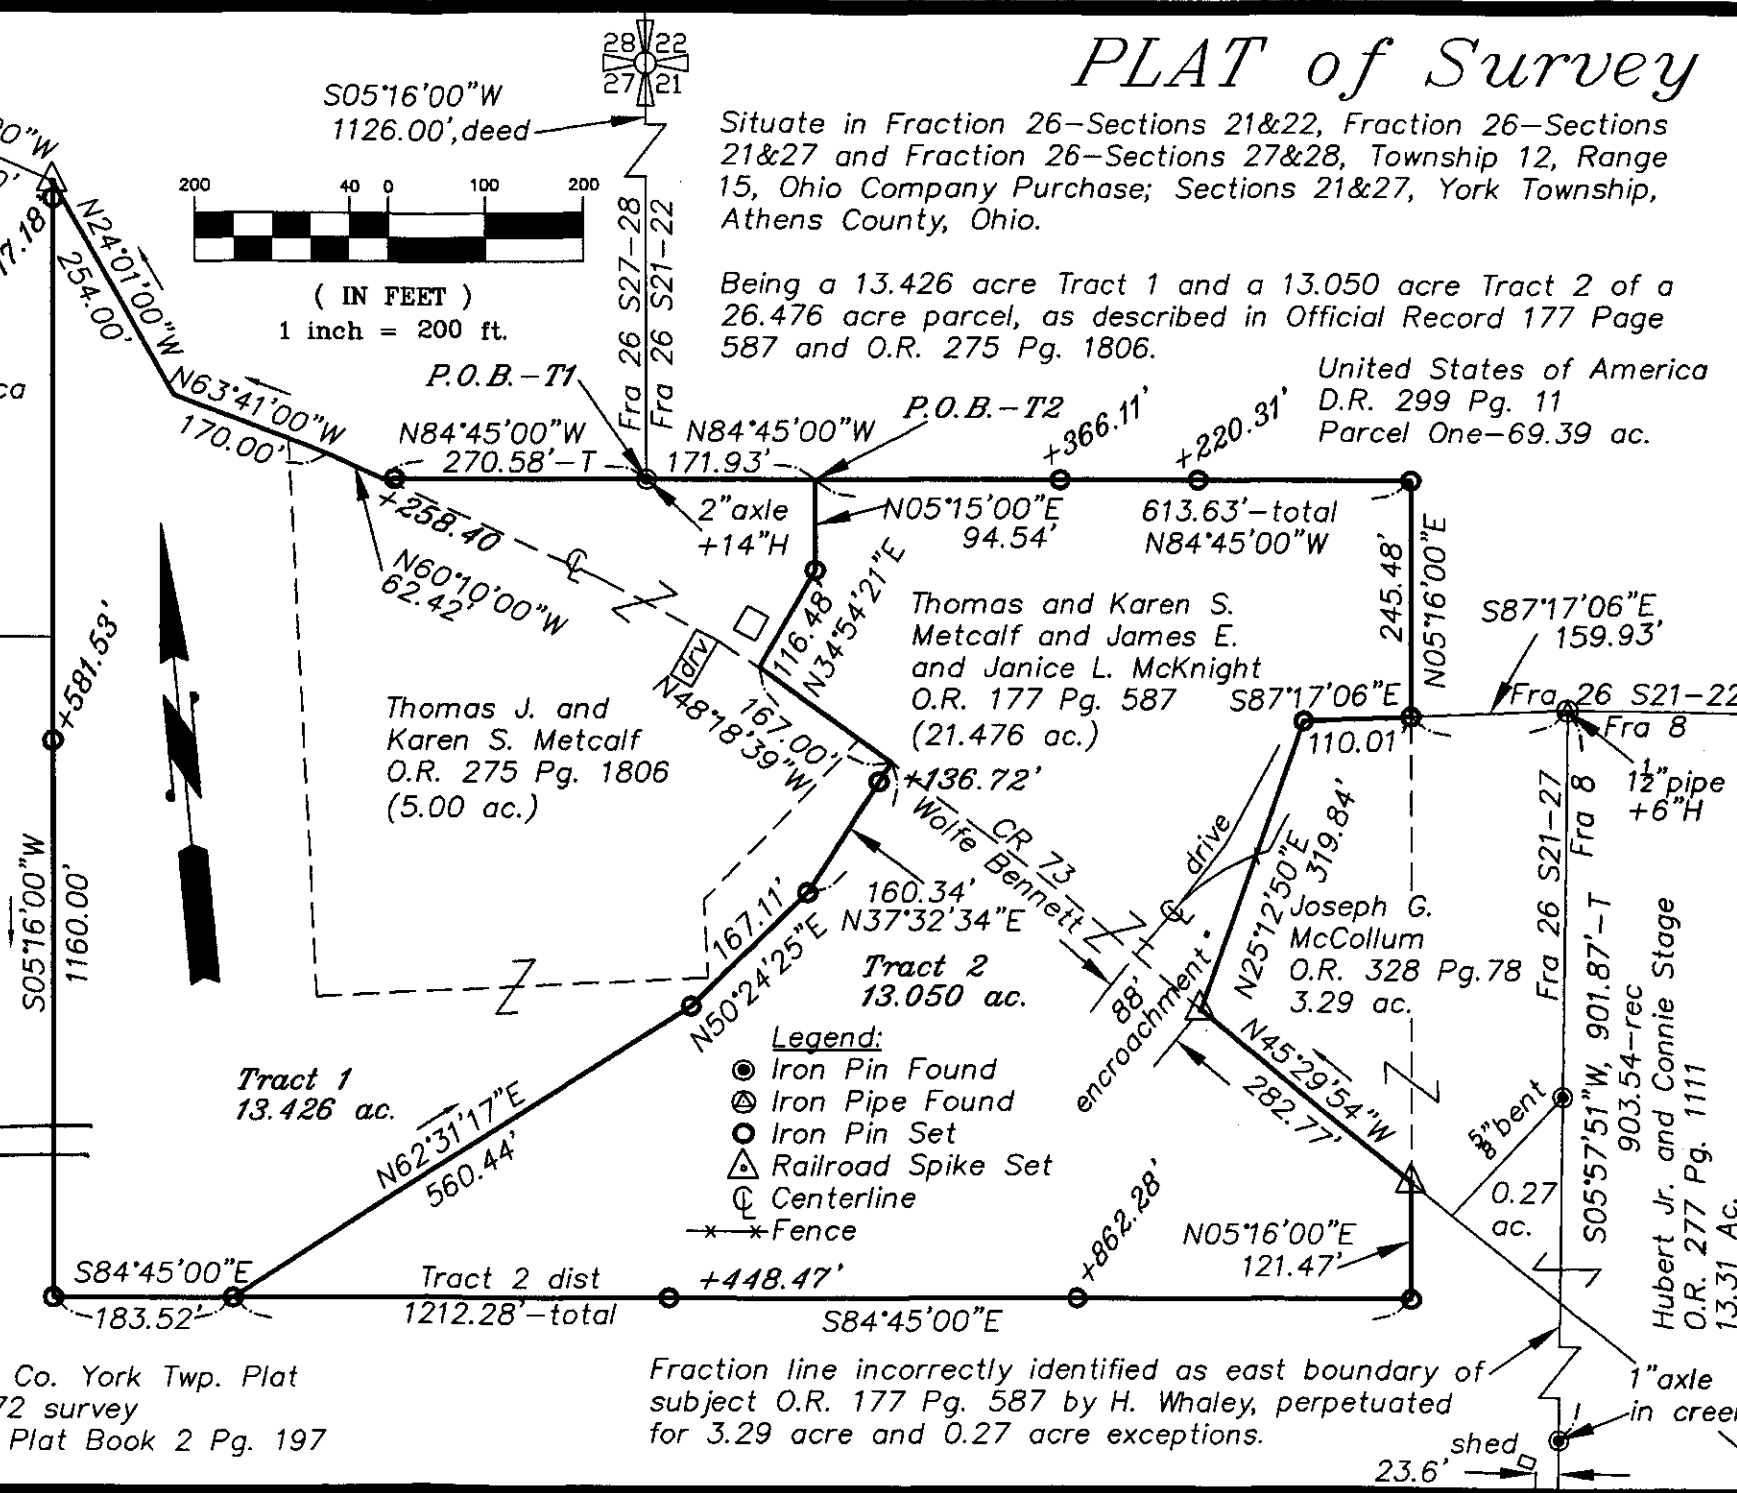 PLAT of Survey
28 22
27 21
S05°16'00"W
1126.00',deed
Situate in Fraction 26-Sections 21&22, Fraction 26-Sections
21&27 and Fraction 26-Sections 27&28, Township 12, Range
15, Ohio Company Purchase; Sections 21&27, York Township,
Athens County, Ohio.
Being a 13.426 acre Tract 1 and a 13.050 acre Tract 2 of a
26.476 acre parcel, as described in Official Record 177 Page
587 and O.R. 275 Pg. 1806.
200 40 0 100 200
( IN FEET )
1 inch = 200 ft.
Fra 26 S27-28
Fra 26 S21-22
United States of America
D.R. 299 Pg. 11
Parcel One-69.39 ac.
N24°01'00"W
254.00'
N63°41'00"W
170.00'
P.O.B.-T1
N84°45'00"W
270.58'-T
N84°45'00"W
171.93'
P.O.B.-T2
+366.11'
+220.31'
2"axle
+14"H
N05°15'00"E
94.54'
613.63'-total
N84°45'00"W
+258.40
N60°10'00"W
62.42'
245.48'
N05°16'00"E
116.48'
N34°54'21"E
drv
N48°18'39"W
167.00'
Thomas and Karen S.
Metcalf and James E.
and Janice L. McKnight
O.R. 177 Pg. 587
(21.476 ac.)
S87°17'06"E
110.01'
S87°17'06"E
159.93'
Fra 26 S21-22
Fra 8
1½"pipe
+6"H
+581.53'
Thomas J. and
Karen S. Metcalf
O.R. 275 Pg. 1806
(5.00 ac.)
+136.72'
CR 73
Wolfe Bennett
drive
N25°12'50"E
319.84'
Fra 26 S21-27
Fra 8
S05°16'00"W
1160.00'
160.34'
N37°32'34"E
167.11'
N50°24'25"E
Tract 2
13.050 ac.
88'
encroachment
Joseph G.
McCollum
O.R. 328 Pg.78
3.29 ac.
S05°57'51"W, 901.87'-T
903.54-rec
Hubert Jr. and Connie Stage
O.R. 277 Pg. 1111
13.31 Ac.
N45°29'54"W
282.77'
⅝"bent
0.27
ac.
Tract 1
13.426 ac.
N62°31'17"E
560.44'
Legend:
Iron Pin Found
Iron Pipe Found
Iron Pin Set
Railroad Spike Set
Centerline
Fence
N05°16'00"E
121.47'
+862.28'
S84°45'00"E
183.52'
Tract 2 dist
1212.28'-total
+448.47'
S84°45'00"E
Co. York Twp. Plat
72 survey
Plat Book 2 Pg. 197
Fraction line incorrectly identified as east boundary of
subject O.R. 177 Pg. 587 by H. Whaley, perpetuated
for 3.29 acre and 0.27 acre exceptions.
1"axle
in creek
shed
23.6'